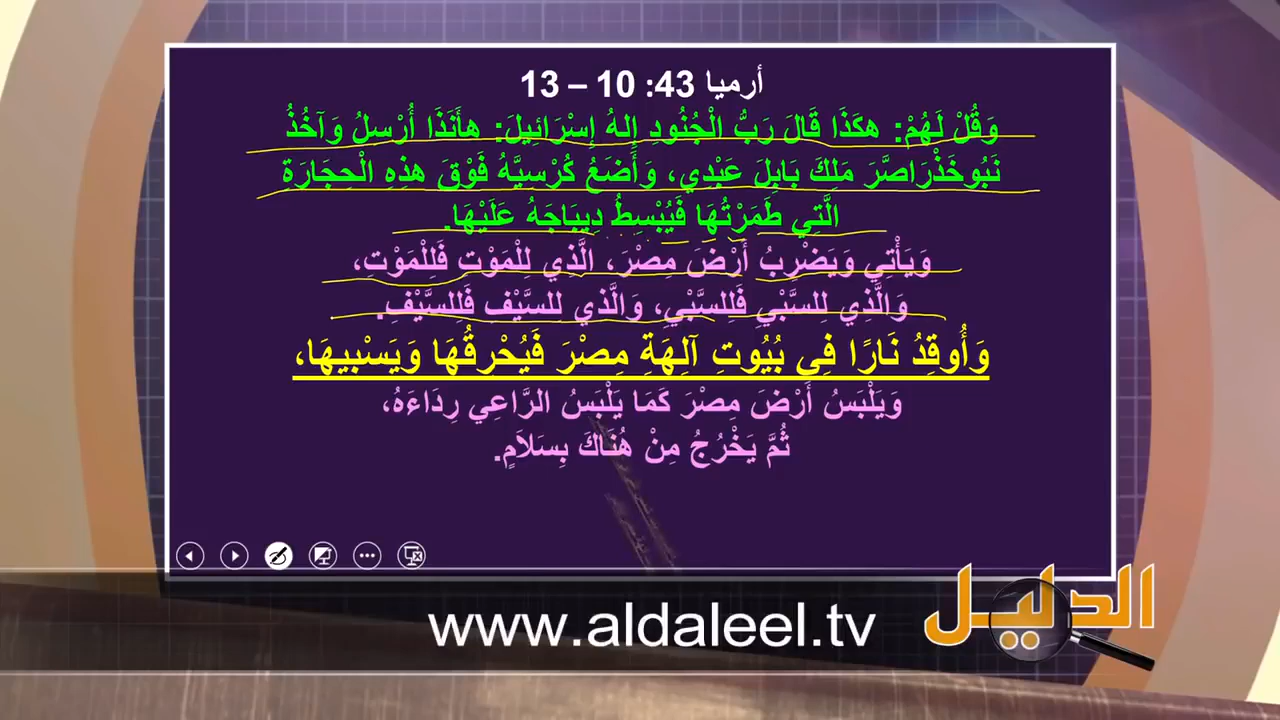 أرميا 43: 10 – 13
وَقُلْ لَهُمْ: هكَذَا قَالَ رَبُّ الْجُنُودِ إِلهُ إِسْرَائِيلَ: هأَنَذَا أُرْسِلُ وَآخُذُ
نَبُوخَذْرَاصَّرَ مَلِكَ بَابِلَ عَبْدِي، وَأَضَعُ كُرْسِيَّهُ فَوْقَ هذِهِ الْحِجَارَةِ
الَّتِي طَمَرْتُهَا فَيُبْسِطُ دِيبَاجَهُ عَلَيْهَا.
وَيَأْتِي وَيَضْرِبُ أَرْضَ مِصْرَ، الَّذِي لِلْمَوْتِ فَلِلْمَوْتِ،
وَالَّذِي لِلسَّبْيِ فَلِلسَّبْيِ، وَالَّذِي لِلسَّيْفِ فَلِلسَّيْفِ.
وَأُوقِدُ نَارًا فِي بُيُوتِ آلِهَةِ مِصْرَ فَيُحْرِقُهَا وَيَسْبِيهَا،
وَيَلْبَسُ أَرْضَ مِصْرَ كَمَا يَلْبَسُ الرَّاعِي رِدَاءَهُ،
ثُمَّ يَخْرُجُ مِنْ هُنَاكَ بِسَلاَمٍ.
الدليل
www.aldaleel.tv